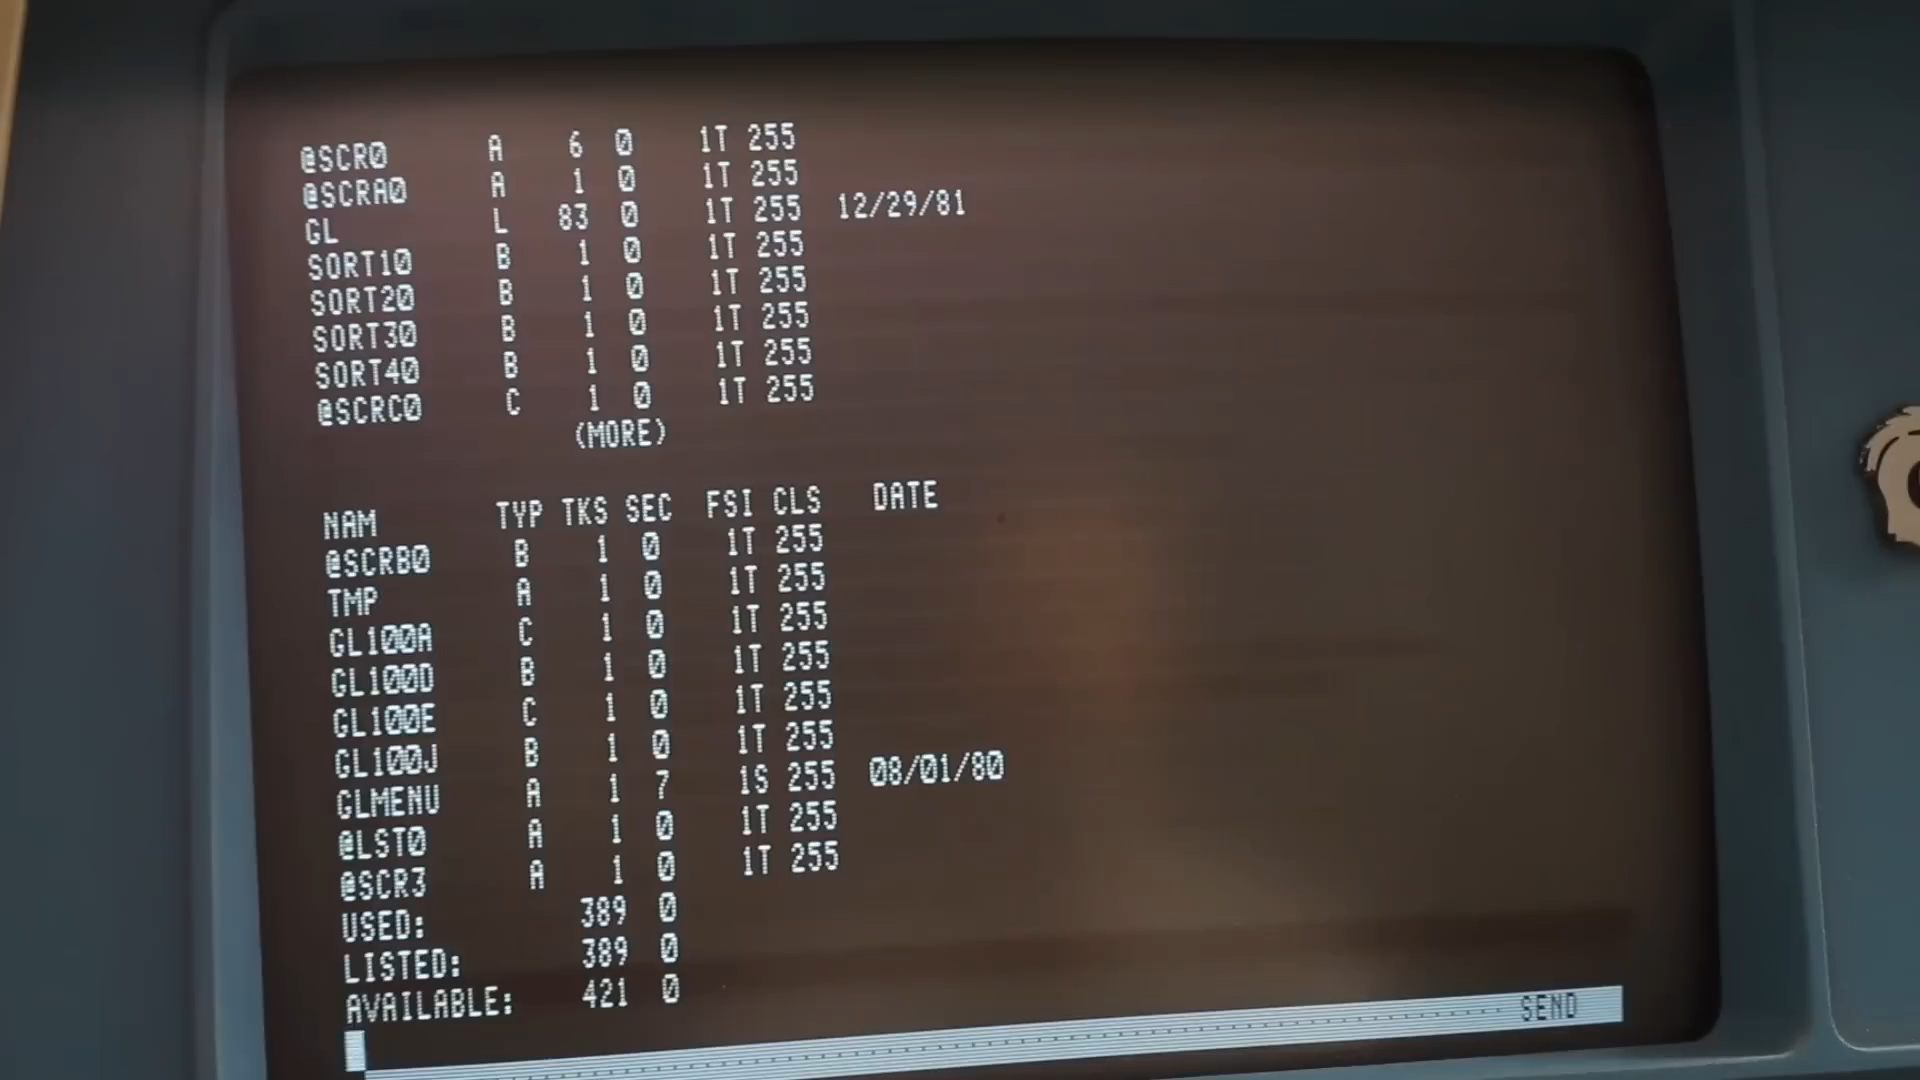 @SCR0 A 6 0 1T 255
@SCRA0 A 1 0 1T 255
GL L 83 0 1T 255 12/29/81
SORT10 B 1 0 1T 255
SORT20 B 1 0 1T 255
SORT30 B 1 0 1T 255
SORT40 B 1 0 1T 255
@SCRC0 C 1 0 1T 255
(MORE)
NAM TYP TKS SEC FSI CLS DATE
@SCRB0 B 1 0 1T 255
TMP A 1 0 1T 255
GL100A C 1 0 1T 255
GL100D B 1 0 1T 255
GL100E C 1 0 1T 255
GL100J B 1 0 1T 255
GLMENU A 1 7 1S 255 08/01/80
@LST0 A 1 0 1T 255
@SCR3 A 1 0 1T 255
USED: 389 0
LISTED: 389 0
AVAILABLE: 421 0
SEND